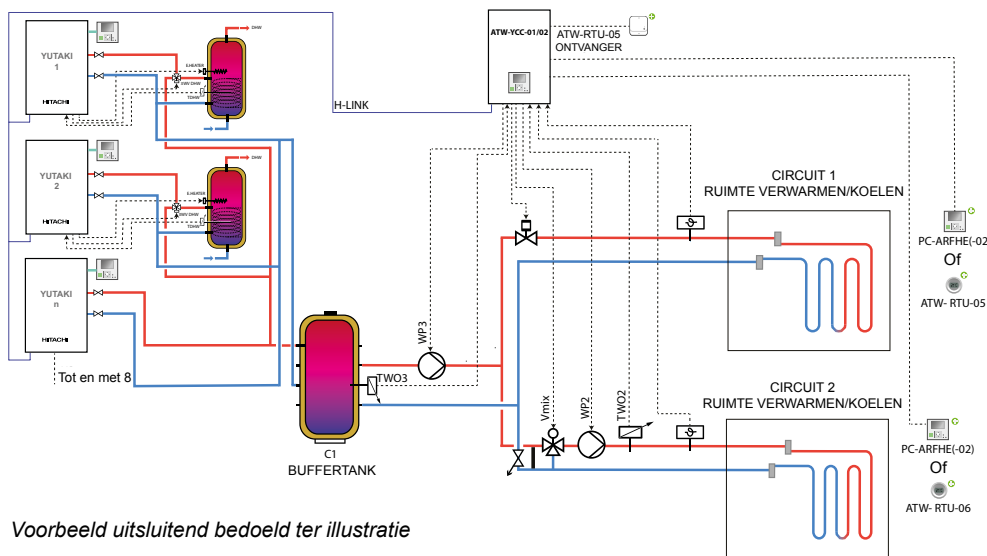 YUTAKI
1
HITACHI
DHW
E.HEATER
3WV DHW
TDHW
YUTAKI
2
HITACHI
DHW
E.HEATER
3WV DHW
TDHW
YUTAKI
n
HITACHI
Tot en met 8
H-LINK
ATW-YCC-01/02
ATW-RTU-05
ONTVANGER
WP3
TWO3
C1
BUFFERTANK
Vmix
WP2
TWO2
CIRCUIT 1
RUIMTE VERWARMEN/KOELEN
PC-ARFHE(-02
Of
ATW- RTU-05
CIRCUIT 2
RUIMTE VERWARMEN/KOELEN
PC-ARFHE(-02)
Of
ATW- RTU-06
Voorbeeld uitsluitend bedoeld ter illustratie